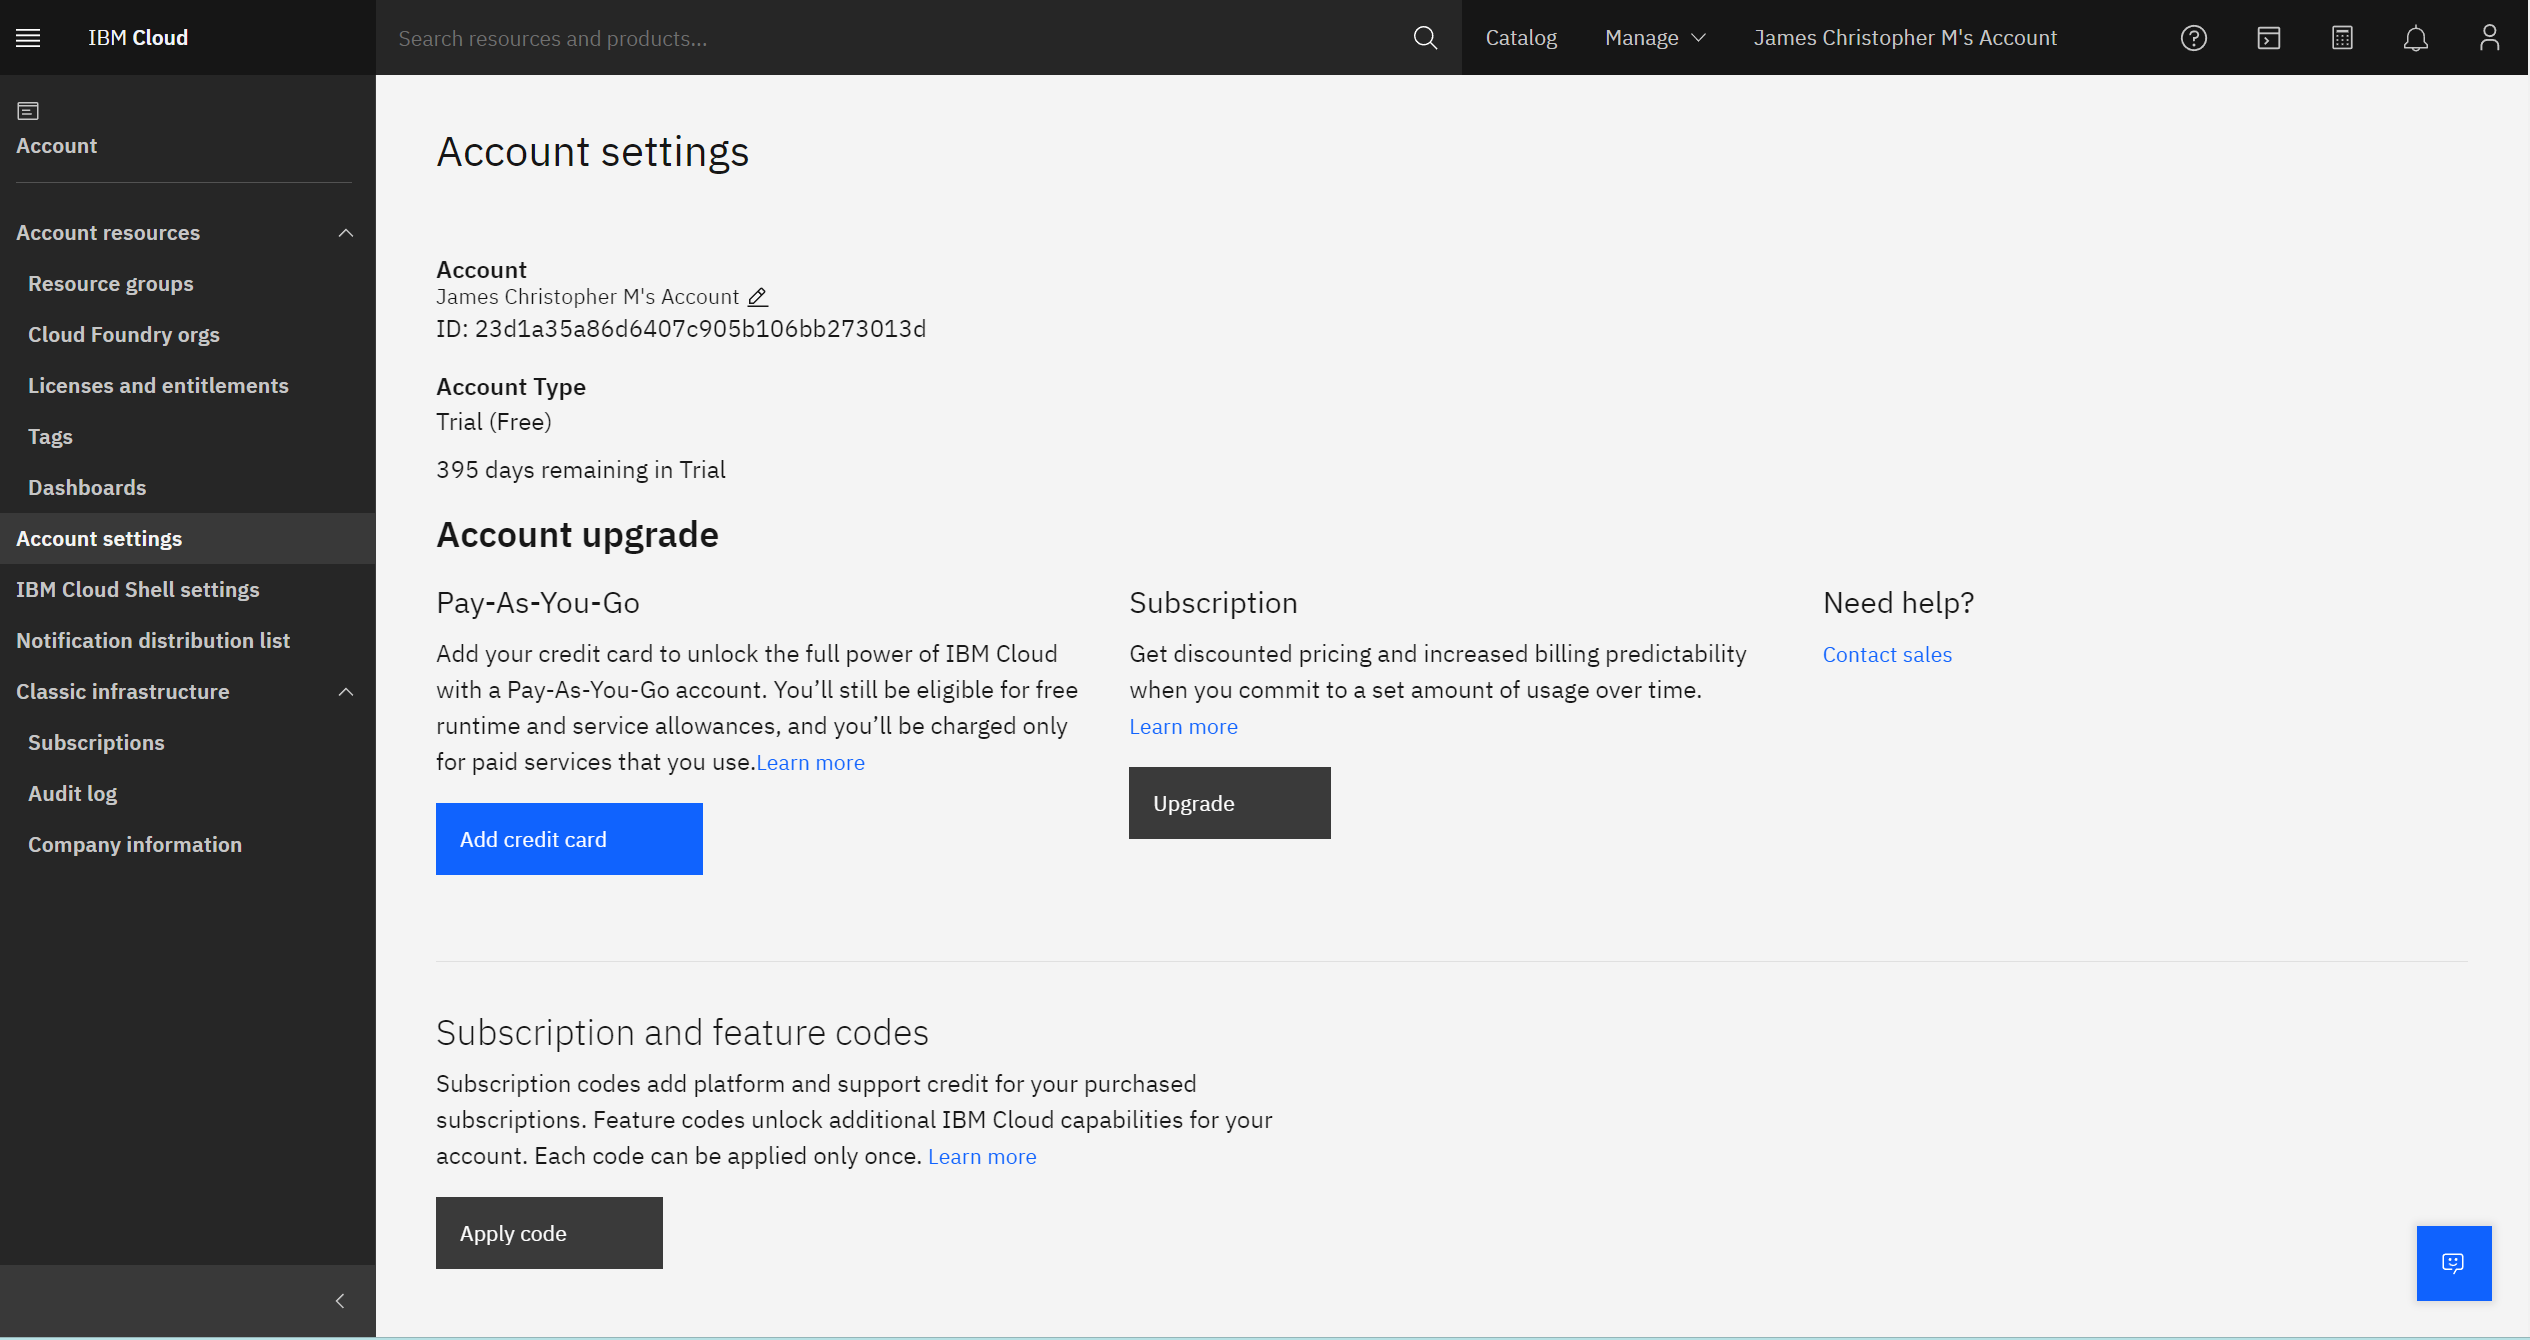 IBM Cloud
Search resources and products...
Catalog
Manage
James Christopher M's Account
Account
Account resources
Resource groups
Cloud Foundry orgs
Licenses and entitlements
Tags
Dashboards
Account settings
IBM Cloud Shell settings
Notification distribution list
Classic infrastructure
Subscriptions
Audit log
Company information
Account settings
Account
James Christopher M's Account
ID: 23d1a35a86d6407c905b106bb273013d
Account Type
Trial (Free)
395 days remaining in Trial
Account upgrade
Pay-As-You-Go
Add your credit card to unlock the full power of IBM Cloud
with a Pay-As-You-Go account. You’ll still be eligible for free
runtime and service allowances, and you’ll be charged only
for paid services that you use.Learn more
Add credit card
Subscription
Get discounted pricing and increased billing predictability
when you commit to a set amount of usage over time.
Learn more
Upgrade
Need help?
Contact sales
Subscription and feature codes
Subscription codes add platform and support credit for your purchased
subscriptions. Feature codes unlock additional IBM Cloud capabilities for your
account. Each code can be applied only once. Learn more
Apply code